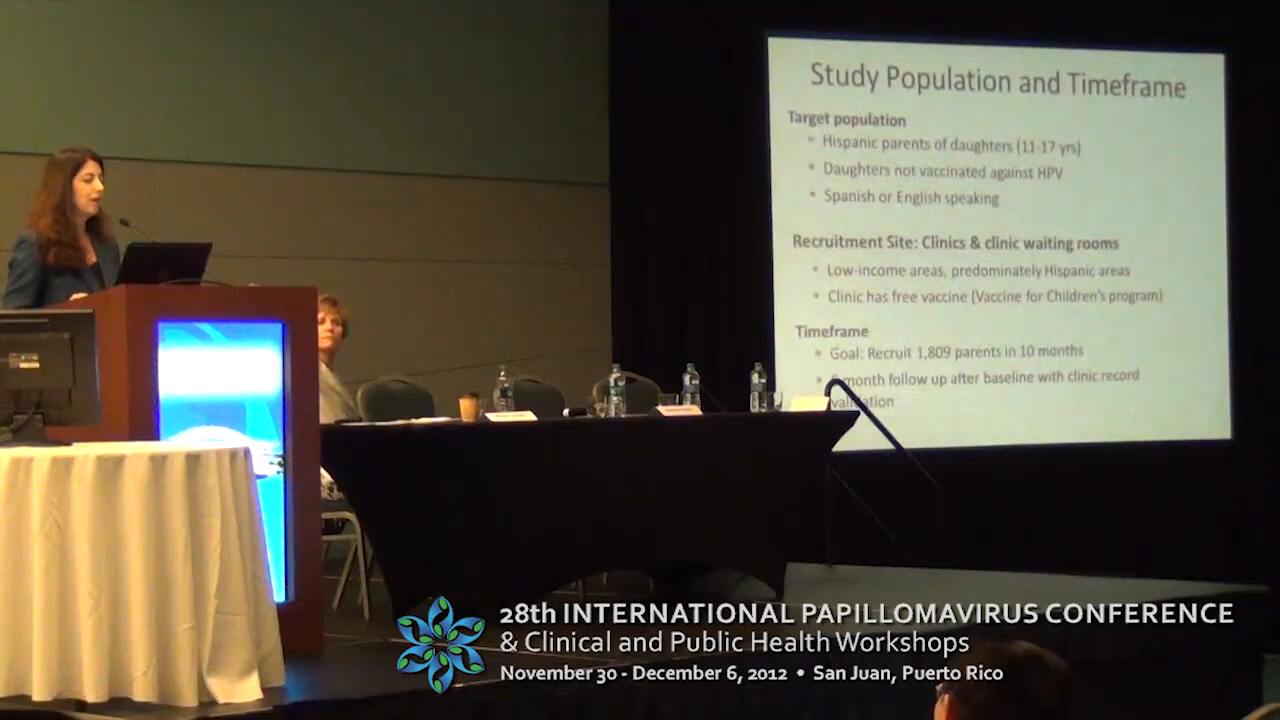 Study Population and Timeframe
Target population
Hispanic parents of daughters (11-17 yrs)
Daughters not vaccinated against HPV
Spanish or English speaking
Recruitment Site: Clinics & clinic waiting rooms
Low-income areas, predominately Hispanic areas
Clinic has free vaccine (Vaccine for Children's program)
Timeframe
Goal: Recruit 1,809 parents in 10 months
month follow up after baseline with clinic record
validation
28th INTERNATIONAL PAPILLOMAVIRUS CONFERENCE
& Clinical and Public Health Workshops
November 30 - December 6, 2012 • San Juan, Puerto Rico